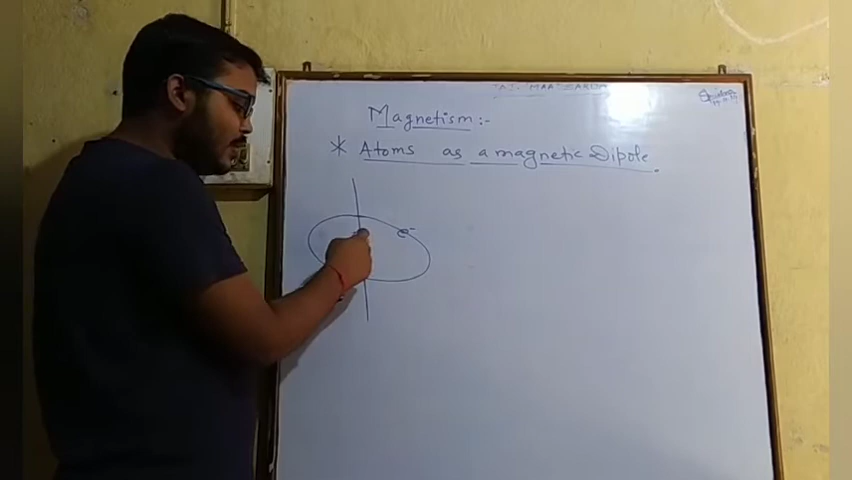 Magnetism :-
* Atoms as a magnetic Dipole.
e⁻